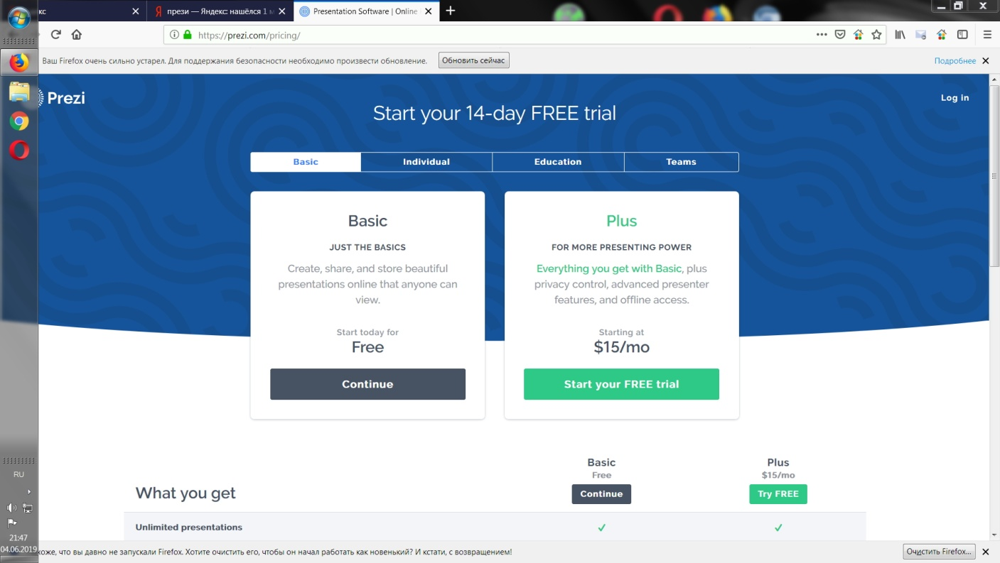 кс
прези — Яндекс: нашёлся 1 м
Presentation Software | Online
https://prezi.com/pricing/
Ваш Firefox очень сильно устарел. Для поддержания безопасности необходимо произвести обновление.
Обновить сейчас
Подробнее
Prezi
Log in
Start your 14-day FREE trial
Basic
Individual
Education
Teams
Basic
JUST THE BASICS
Create, share, and store beautiful
presentations online that anyone can
view.
Start today for
Free
Continue
Plus
FOR MORE PRESENTING POWER
Everything you get with Basic, plus
privacy control, advanced presenter
features, and offline access.
Starting at
$15/mo
Start your FREE trial
What you get
Basic
Free
Continue
Plus
$15/mo
Try FREE
Unlimited presentations
RU
21:47
04.06.2019
хоже, что вы давно не запускали Firefox. Хотите очистить его, чтобы он начал работать как новенький? И кстати, с возвращением!
Очистить Firefox...